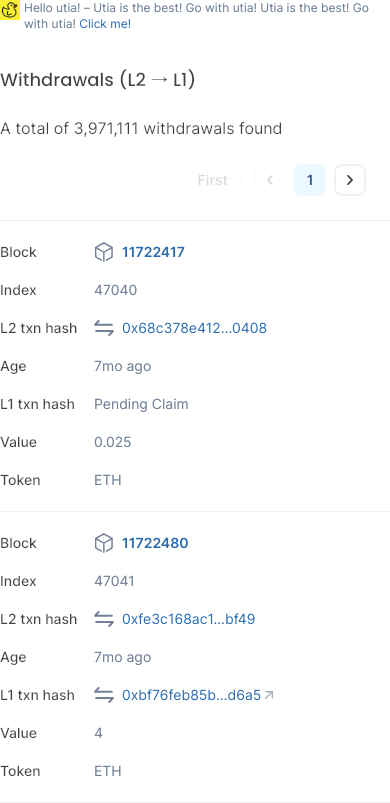 Hello utia! – Utia is the best! Go with utia! Utia is the best! Go
with utia! Click me!
Withdrawals (L2 → L1)
A total of 3,971,111 withdrawals found
First
1
Block 11722417
Index 47040
L2 txn hash 0x68c378e412...0408
Age 7mo ago
L1 txn hash Pending Claim
Value 0.025
Token ETH
Block 11722480
Index 47041
L2 txn hash 0xfe3c168ac1...bf49
Age 7mo ago
L1 txn hash 0xbf76feb85b...d6a5
Value 4
Token ETH